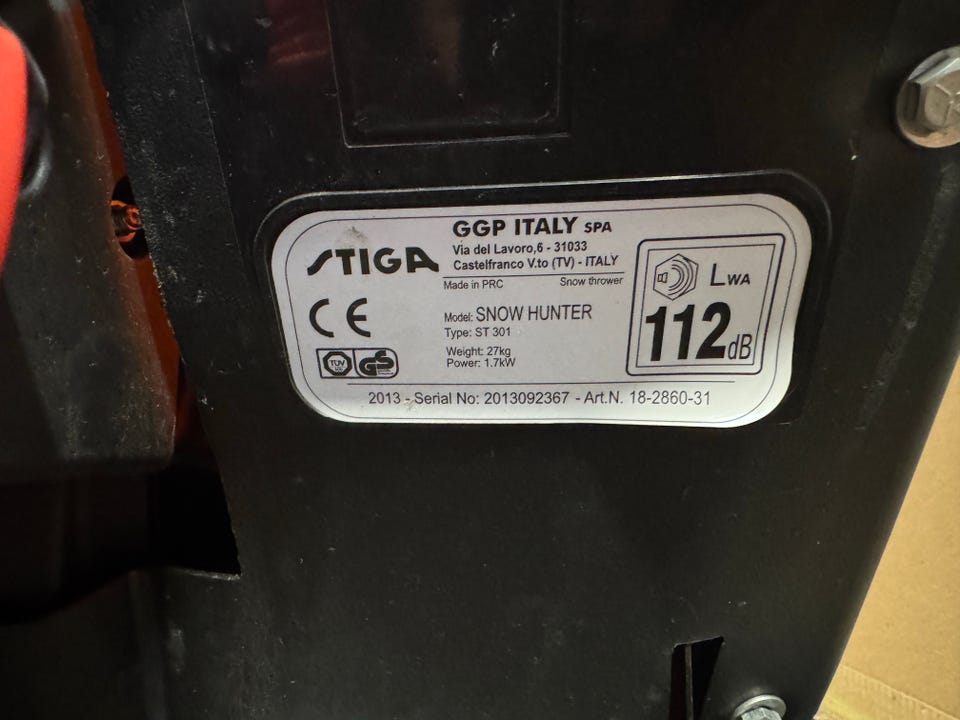 STIGA
GGP ITALY SPA
Via del Lavoro,6 - 31033
Castelfranco V.to (TV) - ITALY
Made in PRC Snow thrower
CE
Model: SNOW HUNTER
Type: ST 301
Weight: 27kg
Power: 1.7kW
TÜV GS
LWA
112dB
2013 - Serial No: 2013092367 - Art.N. 18-2860-31